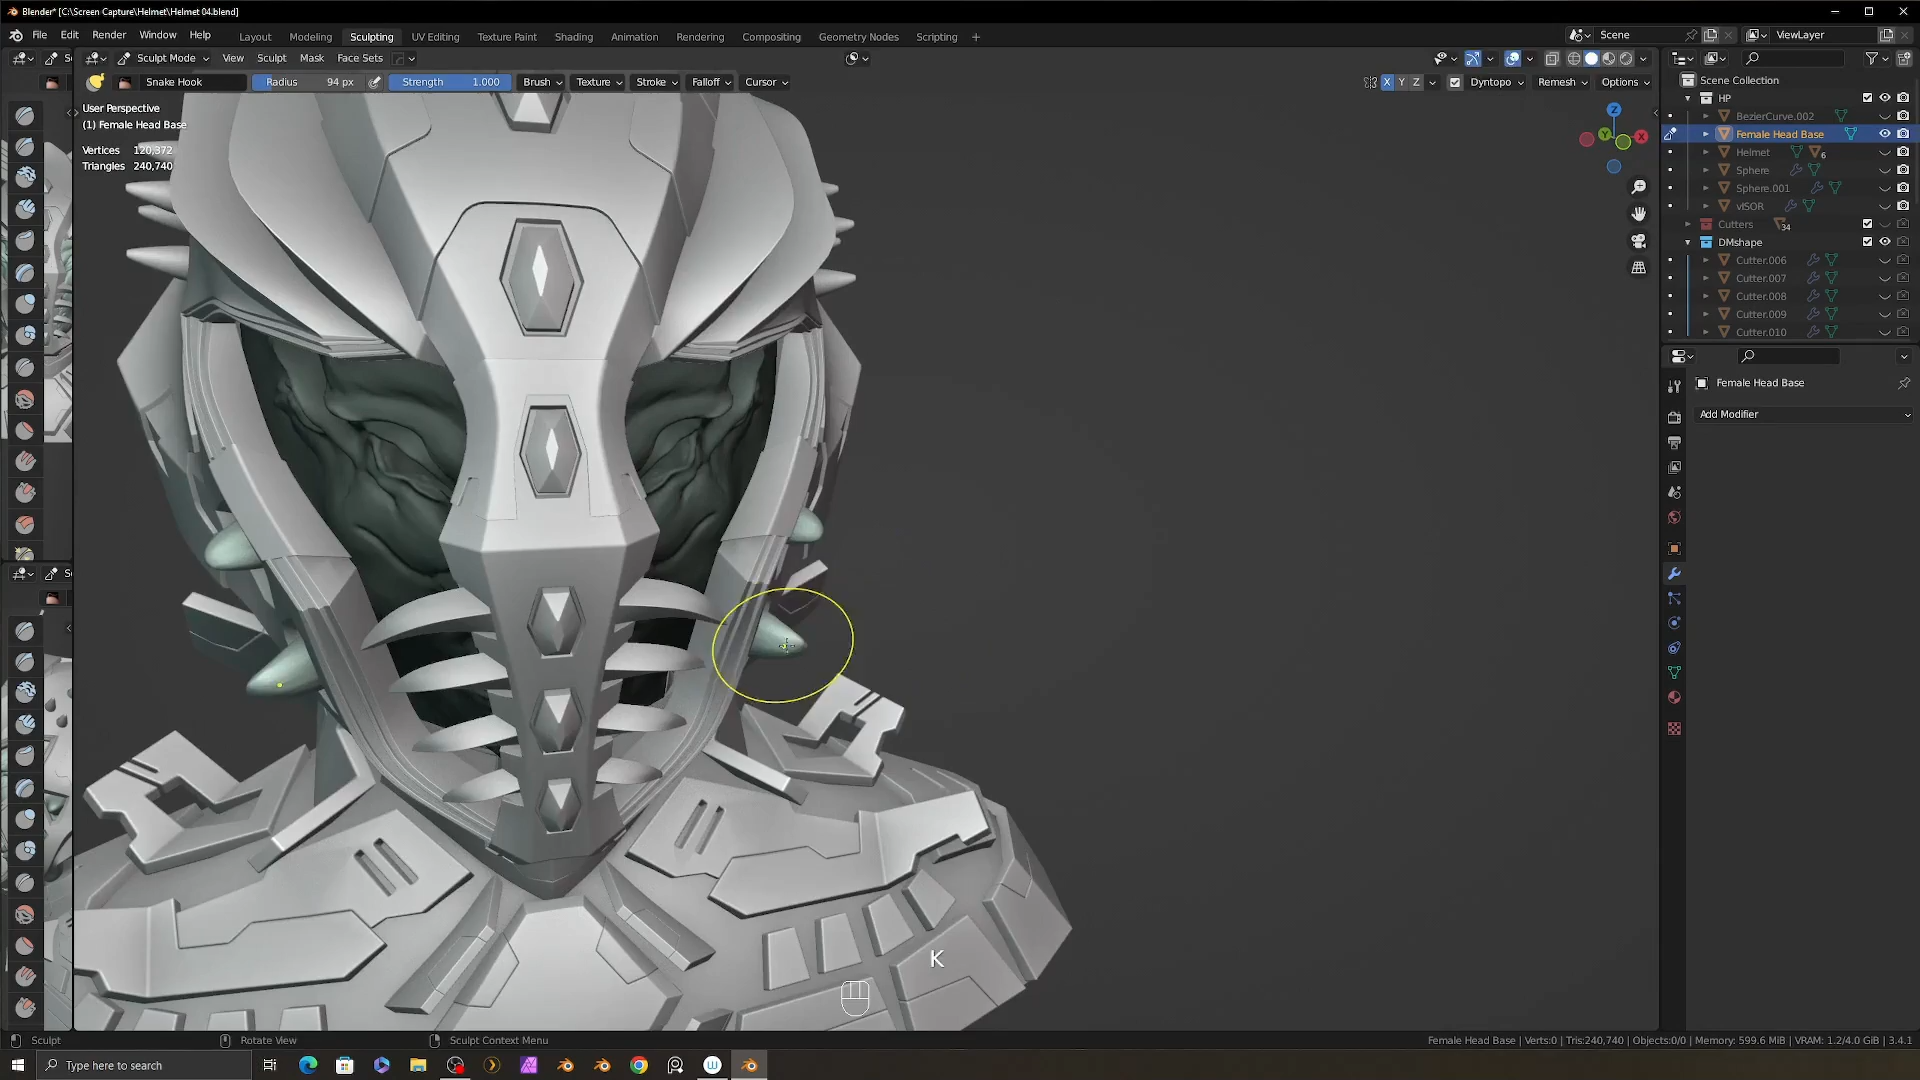 Blender* [C:\Screen Capture\Helmet\Helmet 04.blend]
File Edit Render Window Help Layout Modeling Sculpting UV Editing Texture Paint Shading Animation Rendering Compositing Geometry Nodes Scripting + Scene ViewLayer
Sculpt Mode View Sculpt Mask Face Sets
Snake Hook Radius 94 px Strength 1.000 Brush Texture Stroke Falloff Cursor X Y Z Dyntopo Remesh Options
User Perspective
(1) Female Head Base
Vertices 120,372
Triangles 240,740
Z
Y
X
Scene Collection
HP
BezierCurve.002
Female Head Base
Helmet 6
Sphere
Sphere.001
vISOR
Cutters 34
DMshape
Cutter.006
Cutter.007
Cutter.008
Cutter.009
Cutter.010
Female Head Base
Add Modifier
K
Sculpt Rotate View Sculpt Context Menu Female Head Base | Verts:0 | Tris:240,740 | Objects:0/0 | Memory: 599.6 MiB | VRAM: 1.2/4.0 GiB | 3.4.1
Type here to search